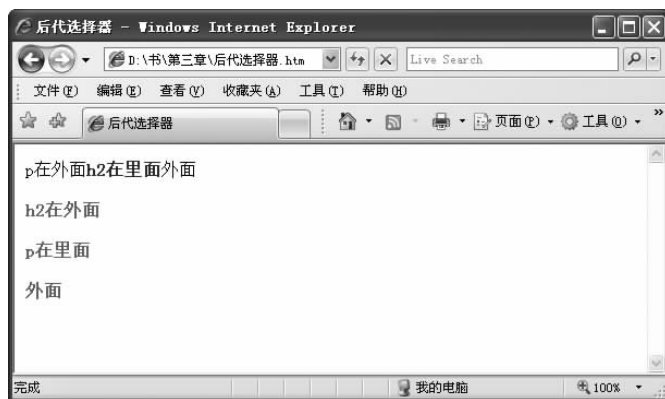 后代选择器 - Windows Internet Explorer
D:\书\第三章\后代选择器.htm Live Search
文件(F) 编辑(E) 查看(V) 收藏夹(A) 工具(T) 帮助(H)
后代选择器 页面(P) 工具(O) »
p在外面h2在里面外面
h2在外面
p在里面
外面
完成 我的电脑 100%